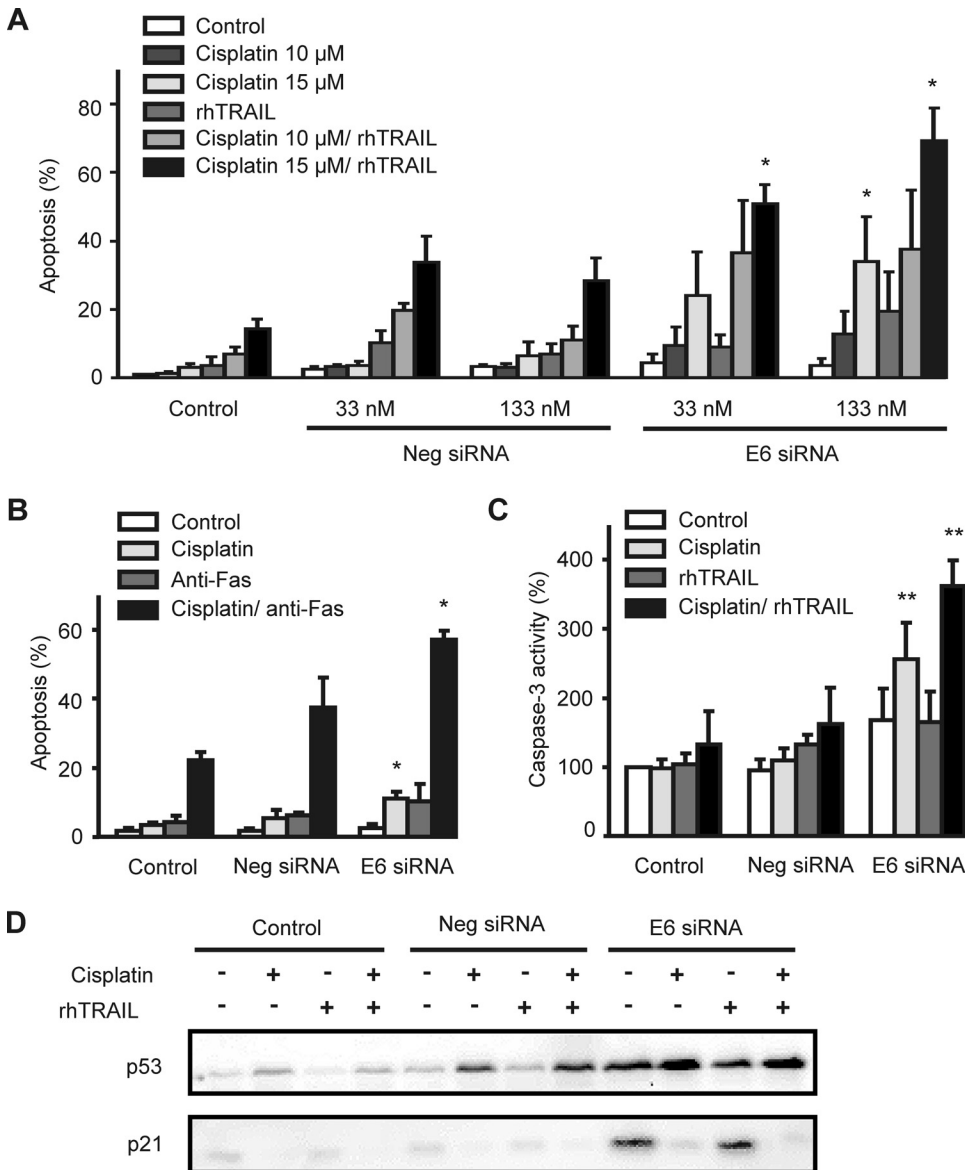 A
Control
Cisplatin 10 µM
Cisplatin 15 µM
rhTRAIL
Cisplatin 10 µM/ rhTRAIL
Cisplatin 15 µM/ rhTRAIL
Apoptosis (%)
80
60
40
20
0
* * *
Control 33 nM 133 nM 33 nM 133 nM
Neg siRNA E6 siRNA
B
Control
Cisplatin
Anti-Fas
Cisplatin/ anti-Fas
Apoptosis (%)
60
40
20
0
* *
Control Neg siRNA E6 siRNA
C
Control
Cisplatin
rhTRAIL
Cisplatin/ rhTRAIL
Caspase-3 activity (%)
400
300
200
100
0
** **
Control Neg siRNA E6 siRNA
D
Control Neg siRNA E6 siRNA
Cisplatin - + - + - + - + - + - +
rhTRAIL - - + + - - + + - - + +
p53
p21